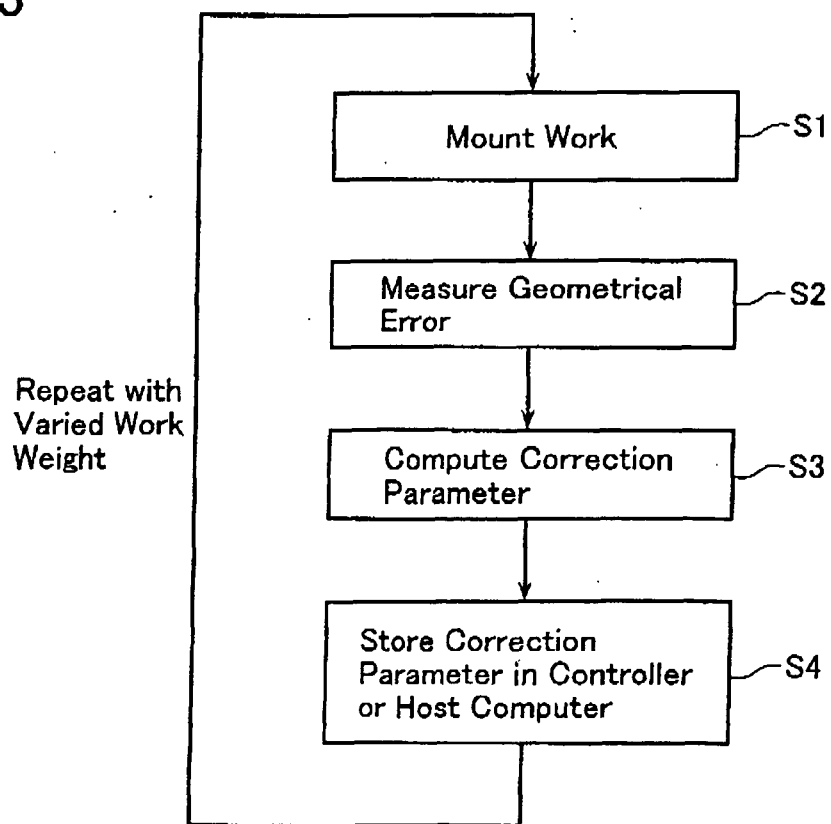 Mount Work
S1
Measure Geometrical
Error
S2
Repeat with
Varied Work
Weight
Compute Correction
Parameter
S3
Store Correction
Parameter in Controller
or Host Computer
S4